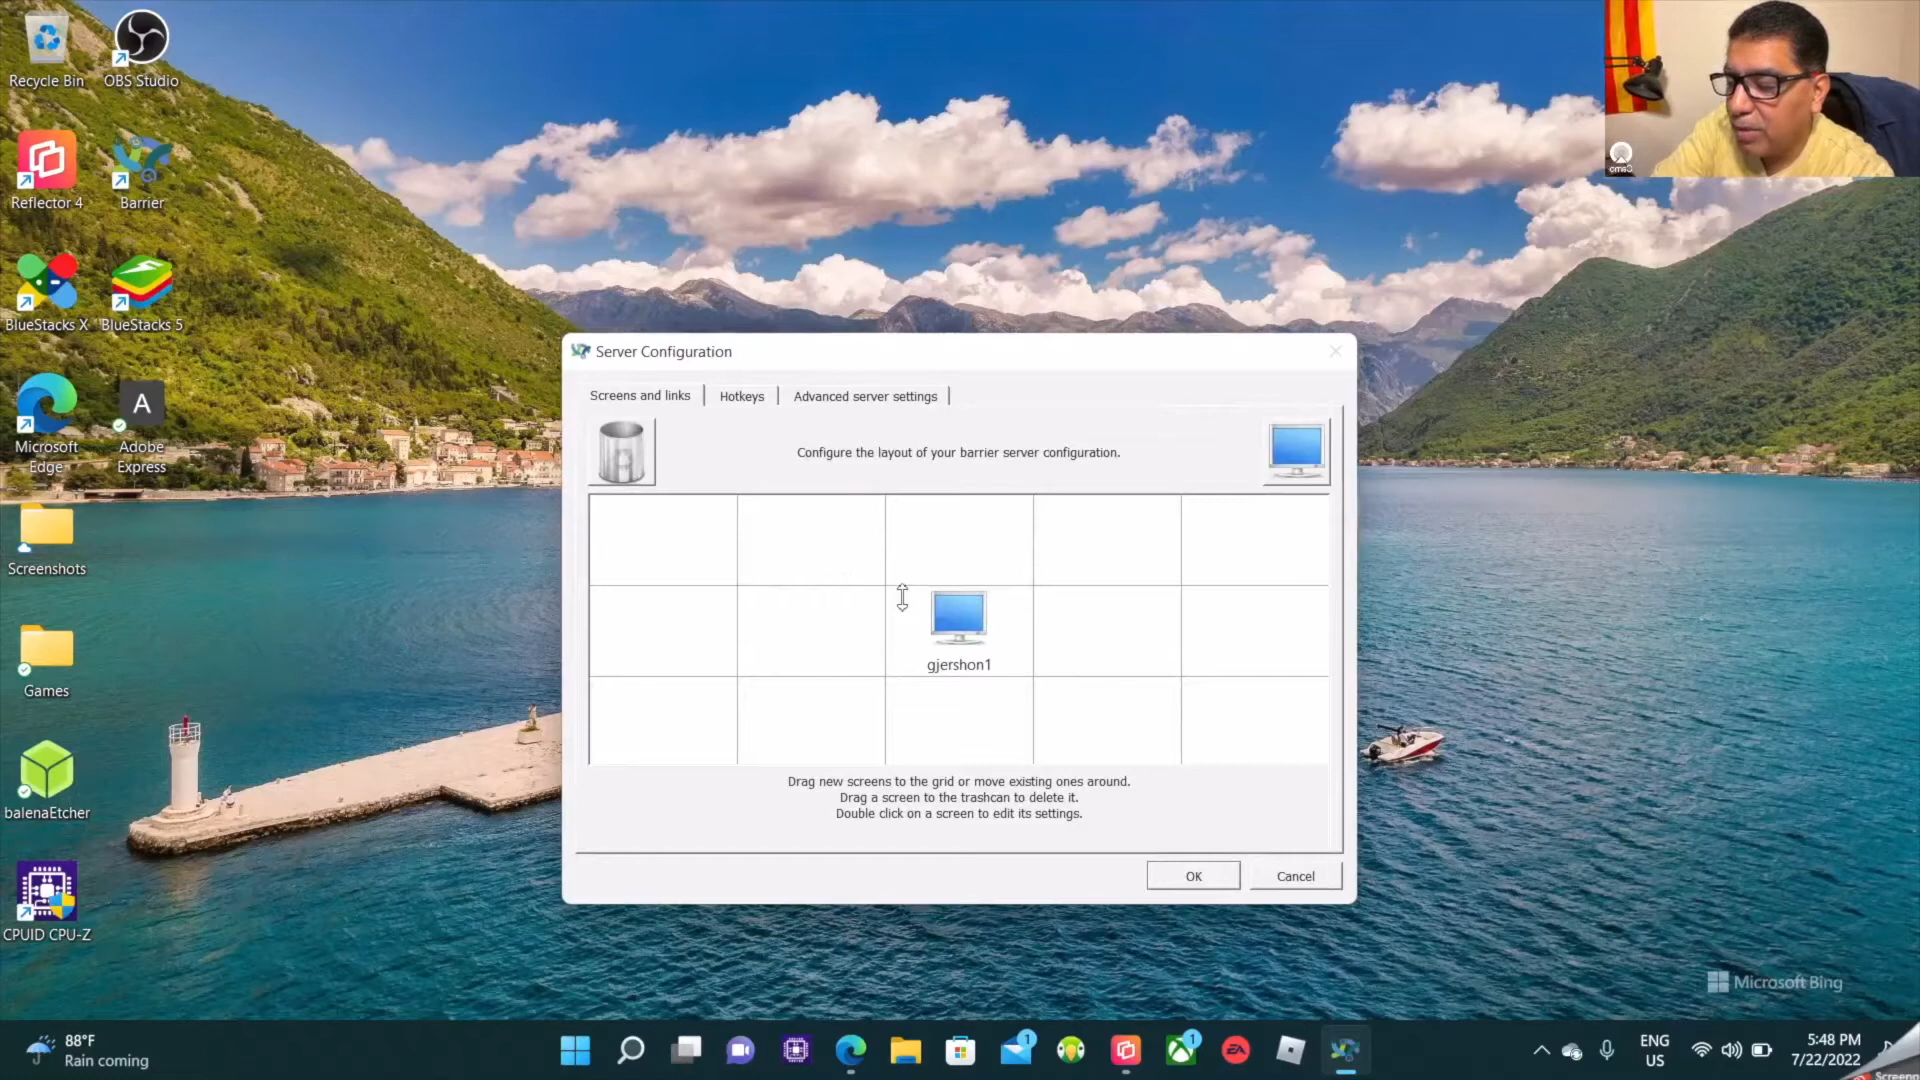 Recycle Bin
OBS Studio
Reflector 4
Barrier
BlueStacks X
BlueStacks 5
Microsoft
Edge
A
Adobe
Express
Screenshots
Games
balenaEtcher
CPUID CPU-Z
Server Configuration
Screens and links
Hotkeys
Advanced server settings
Configure the layout of your barrier server configuration.
gjershon1
Drag new screens to the grid or move existing ones around.
Drag a screen to the trashcan to delete it.
Double click on a screen to edit its settings.
OK
Cancel
Microsoft Bing
88°F
Rain coming
1
1
EA
ENG
US
5:48 PM
7/22/2022